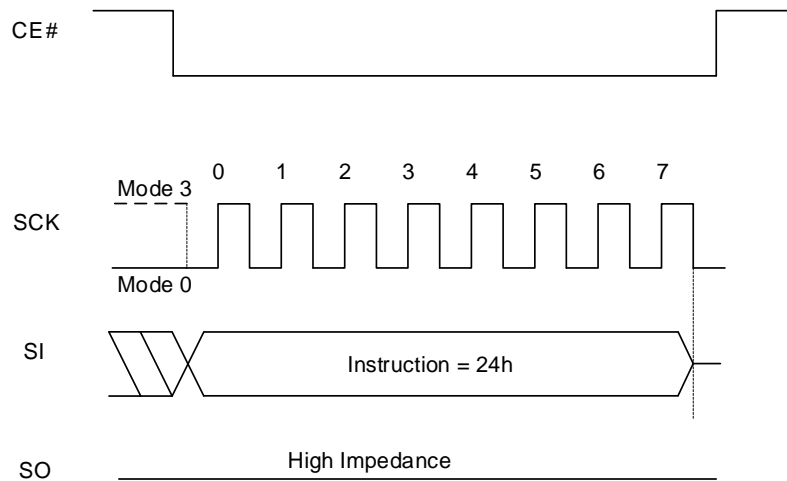 CE#
0 1 2 3 4 5 6 7
Mode 3
SCK
Mode 0
SI
Instruction = 24h
High Impedance
SO